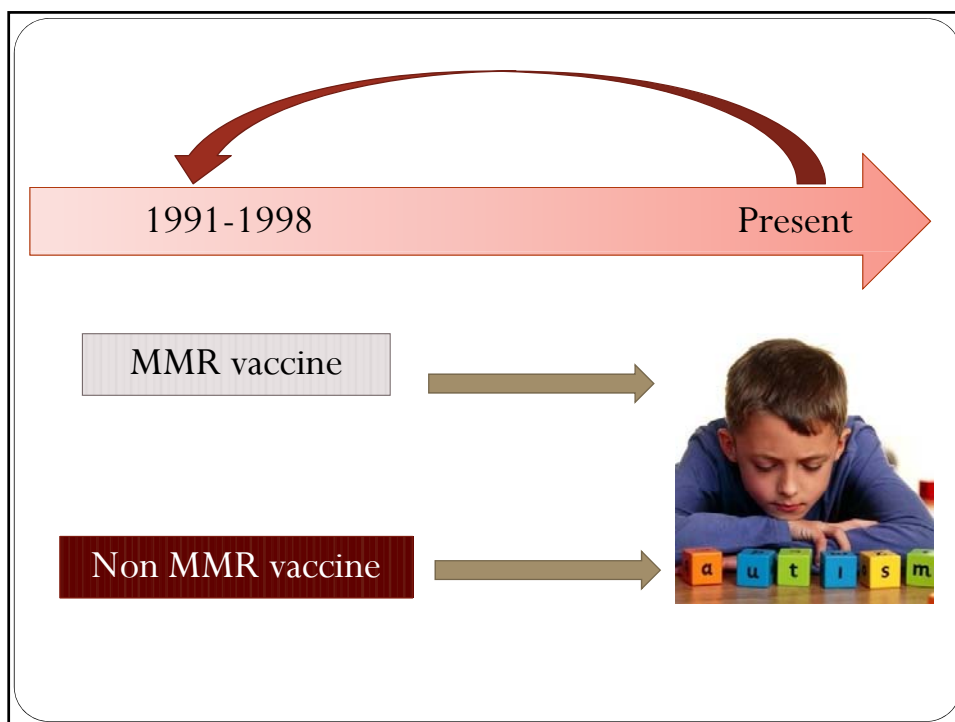 1991-1998
Present
MMR vaccine
Non MMR vaccine
a u t i s m